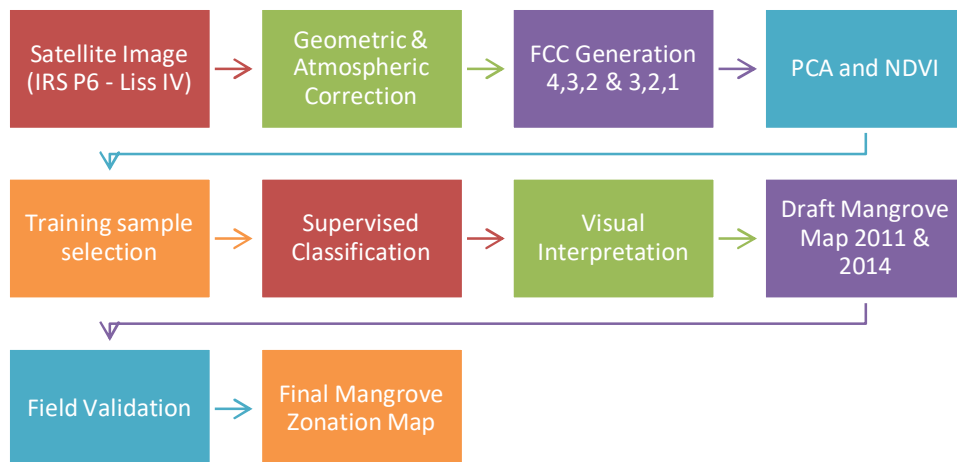 Satellite Image
(IRS P6 - Liss IV)
Geometric &
Atmospheric
Correction
FCC Generation
4,3,2 & 3,2,1
PCA and NDVI
Training sample
selection
Supervised
Classification
Visual
Interpretation
Draft Mangrove
Map 2011 &
2014
Field Validation
Final Mangrove
Zonation Map